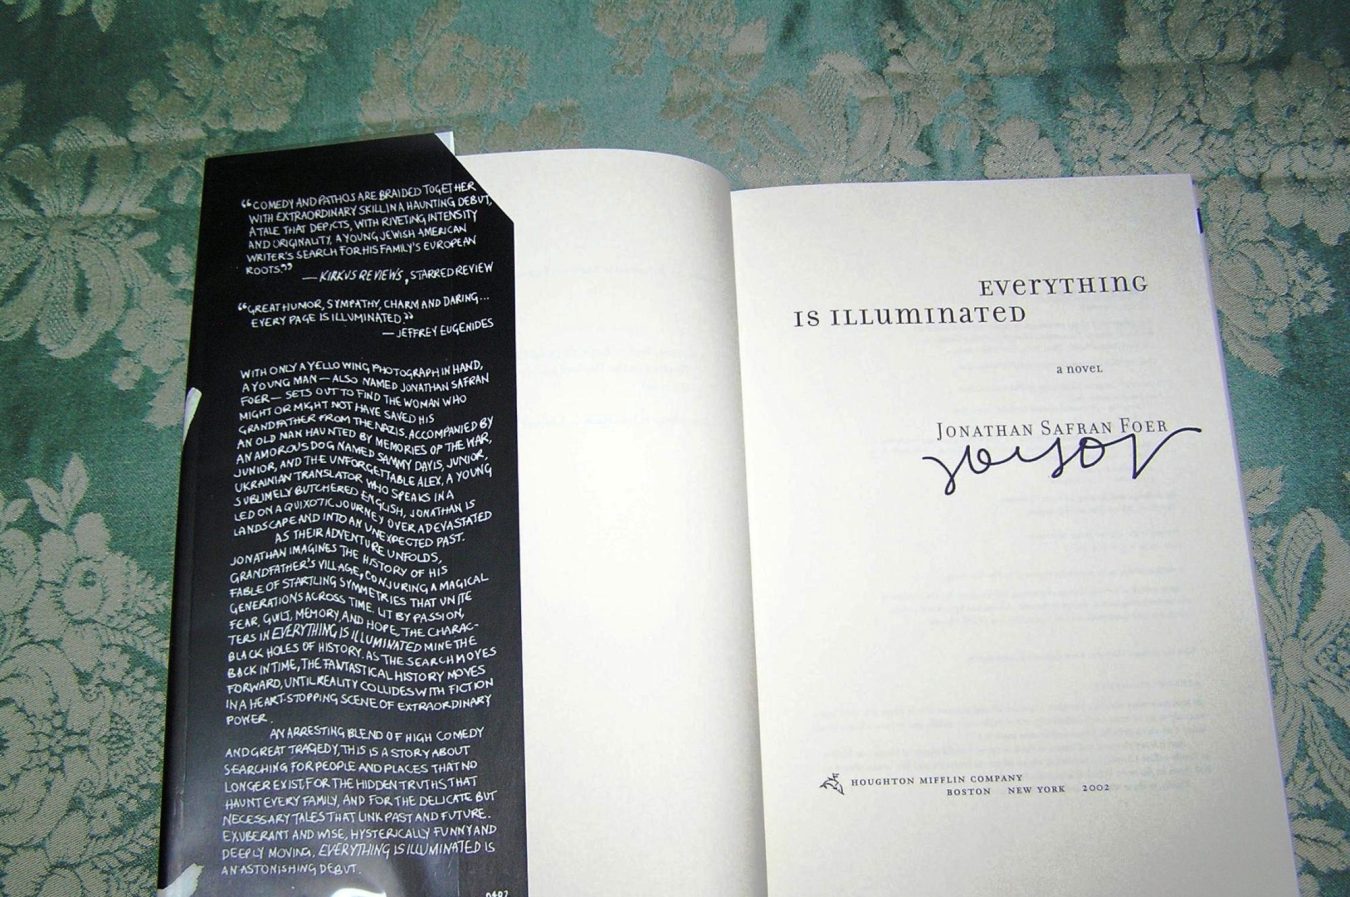 “COMEDY AND PATHOS ARE BRAIDED TOGETHER
WITH EXTRAORDINARY SKILL IN A HAUNTING DEBUT,
A TALE THAT DEPICTS, WITH RIVETING INTENSITY
AND ORIGINALITY, A YOUNG JEWISH AMERICAN
WRITER'S SEARCH FOR HIS FAMILY'S EUROPEAN
ROOTS.”
— KIRKUS REVIEWS, STARRED REVIEW
“GREAT HUMOR, SYMPATHY, CHARM AND DARING...
EVERY PAGE IS ILLUMINATED.”
— JEFFREY EUGENIDES
WITH ONLY A YELLOWING PHOTOGRAPH IN HAND,
A YOUNG MAN — ALSO NAMED JONATHAN SAFRAN
FOER — SETS OUT TO FIND THE WOMAN WHO
MIGHT OR MIGHT NOT HAVE SAVED HIS
GRANDFATHER FROM THE NAZIS. ACCOMPANIED BY
AN OLD MAN HAUNTED BY MEMORIES OF THE WAR,
AN AMOROUS DOG NAMED SAMMY DAVIS, JUNIOR,
JUNIOR, AND THE UNFORGETTABLE ALEX, A YOUNG
UKRAINIAN TRANSLATOR WHO SPEAKS IN A
SUBLIMELY BUTCHERED ENGLISH, JONATHAN IS
LED ON A QUIXOTIC JOURNEY OVER A DEVASTATED
LANDSCAPE AND INTO AN UNEXPECTED PAST.
AS THEIR ADVENTURE UNFOLDS,
JONATHAN IMAGINES THE HISTORY OF HIS
GRANDFATHER'S VILLAGE, CONJURING A MAGICAL
FABLE OF STARTLING SYMMETRIES THAT UNITE
GENERATIONS ACROSS TIME. LIT BY PASSION,
FEAR, GUILT, MEMORY, AND HOPE, THE CHARAC-
TERS IN EVERYTHING IS ILLUMINATED MINE THE
BLACK HOLES OF HISTORY. AS THE SEARCH MOVES
BACK IN TIME, THE FANTASTICAL HISTORY MOVES
FORWARD, UNTIL REALITY COLLIDES WITH FICTION
IN A HEART-STOPPING SCENE OF EXTRAORDINARY
POWER.
AN ARRESTING BLEND OF HIGH COMEDY
AND GREAT TRAGEDY, THIS IS A STORY ABOUT
SEARCHING FOR PEOPLE AND PLACES THAT NO
LONGER EXIST, FOR THE HIDDEN TRUTHS THAT
HAUNT EVERY FAMILY, AND FOR THE DELICATE BUT
NECESSARY TALES THAT LINK PAST AND FUTURE.
EXUBERANT AND WISE, HYSTERICALLY FUNNY AND
DEEPLY MOVING, EVERYTHING IS ILLUMINATED IS
AN ASTONISHING DEBUT.
EVERYTHING
IS ILLUMINATED
a novel
JONATHAN SAFRAN FOER
HOUGHTON MIFFLIN COMPANY
BOSTON NEW YORK 2002